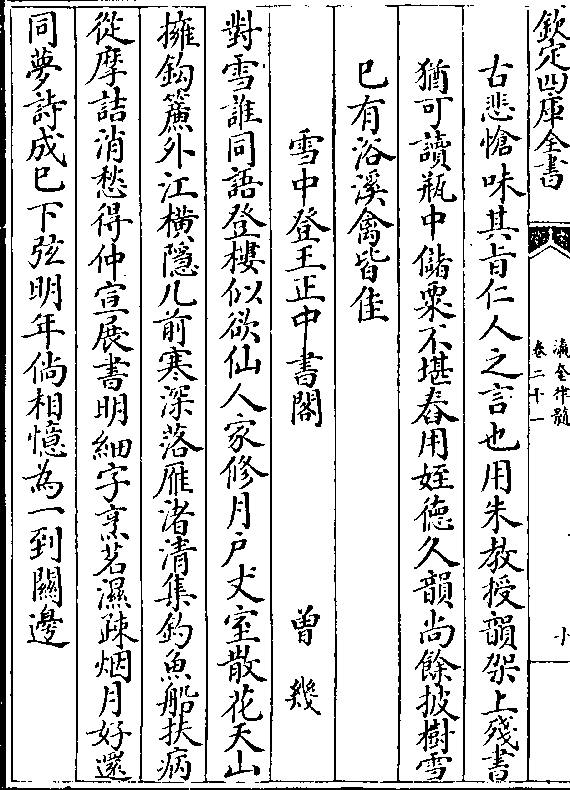 欽定四庫全書
瀛奎律髓
卷二十一
十
古悲愴味其旨仁人之言也用朱教授韻架上殘書
猶可讀瓶中儲粟不堪舂用姪德久韻尚餘披樹雪
已有浴溪禽皆佳
雪中登王正中書閣　曾幾
對雪誰同語登樓似欲仙人家修月戶丈室散花天山
擁鈎簾外江橫隱几前寒深落雁渚清集釣魚船扶病
從摩詰消愁得仲宣展書明細字烹茗濕疎烟月好還
同夢詩成已下弦明年倘相憶為一到關邊